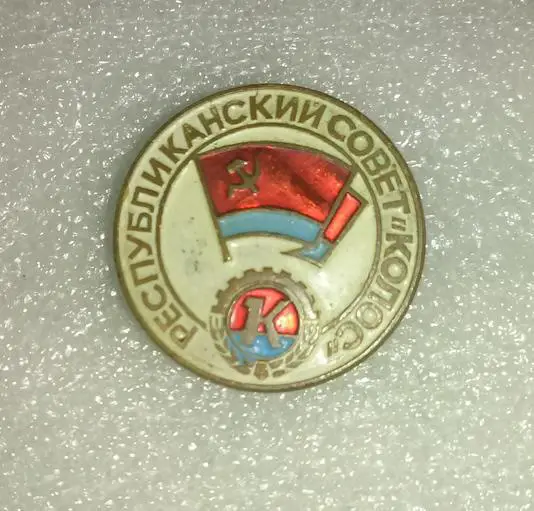 РЕСПУБЛИКАНСКИЙ СОВЕТ „КОЛОС"
К